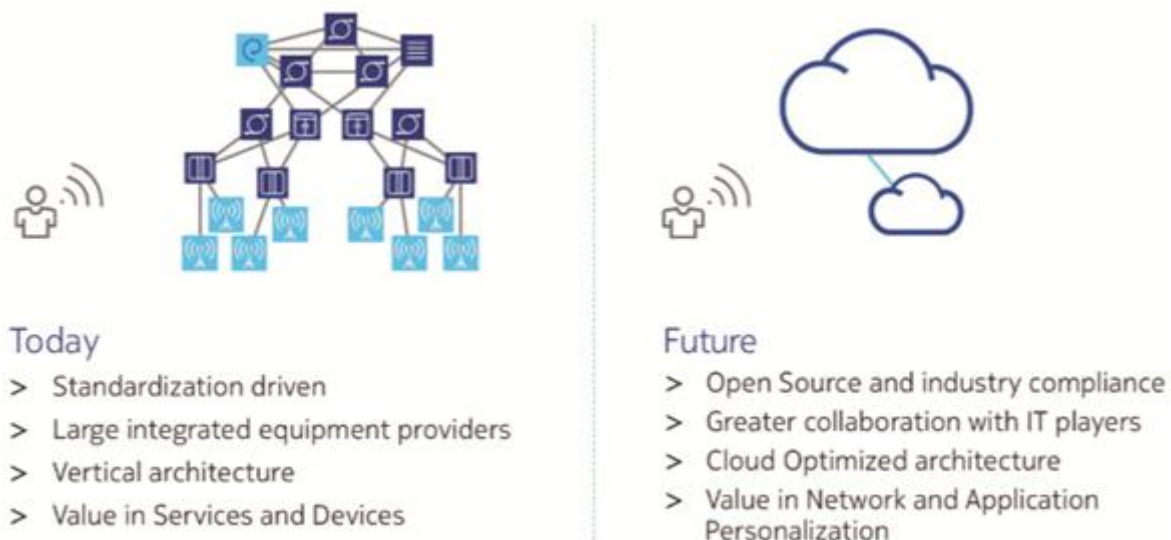 Today
> Standardization driven
> Large integrated equipment providers
> Vertical architecture
> Value in Services and Devices
Future
> Open Source and industry compliance
> Greater collaboration with IT players
> Cloud Optimized architecture
> Value in Network and Application
Personalization